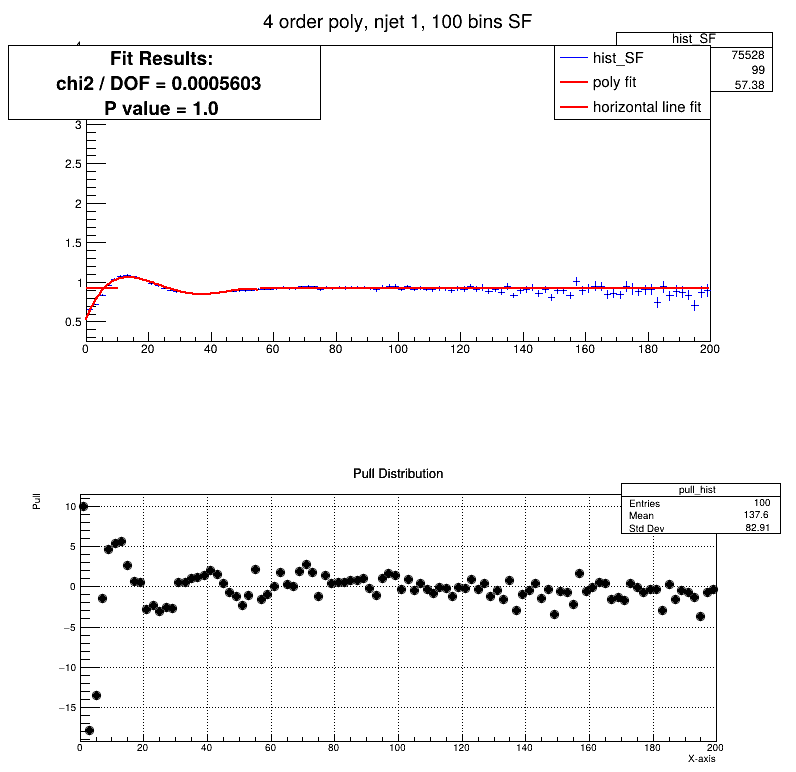 4 order poly, njet 1, 100 bins SF
hist_SF
75528
99
57.38
Fit Results:
chi2 / DOF = 0.0005603
P value = 1.0
hist_SF
poly fit
horizontal line fit
3
2.5
2
1.5
1
0.5
0 20 40 60 80 100 120 140 160 180 200
Pull Distribution
pull_hist
Entries 100
Mean 137.6
Std Dev 82.91
Pull
10
5
0
−5
−10
−15
0 20 40 60 80 100 120 140 160 180 200
X-axis